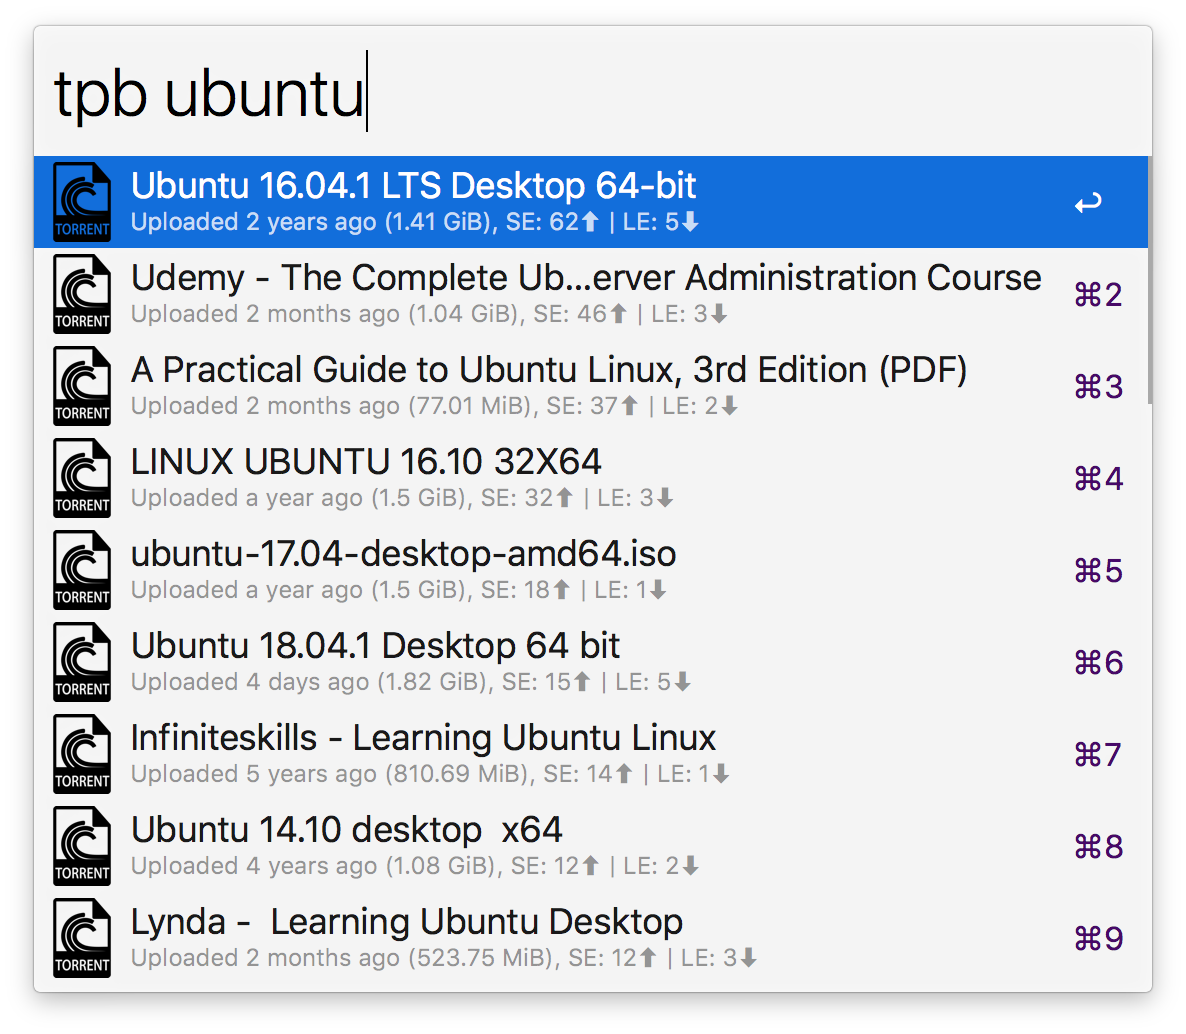 tpb ubuntu
Ubuntu 16.04.1 LTS Desktop 64-bit
Uploaded 2 years ago (1.41 GiB), SE: 62⬆ | LE: 5⬇
TORRENT
↩
Udemy - The Complete Ub...erver Administration Course
Uploaded 2 months ago (1.04 GiB), SE: 46⬆ | LE: 3⬇
TORRENT
⌘2
A Practical Guide to Ubuntu Linux, 3rd Edition (PDF)
Uploaded 2 months ago (77.01 MiB), SE: 37⬆ | LE: 2⬇
TORRENT
⌘3
LINUX UBUNTU 16.10 32X64
Uploaded a year ago (1.5 GiB), SE: 32⬆ | LE: 3⬇
TORRENT
⌘4
ubuntu-17.04-desktop-amd64.iso
Uploaded a year ago (1.5 GiB), SE: 18⬆ | LE: 1⬇
TORRENT
⌘5
Ubuntu 18.04.1 Desktop 64 bit
Uploaded 4 days ago (1.82 GiB), SE: 15⬆ | LE: 5⬇
TORRENT
⌘6
Infiniteskills - Learning Ubuntu Linux
Uploaded 5 years ago (810.69 MiB), SE: 14⬆ | LE: 1⬇
TORRENT
⌘7
Ubuntu 14.10 desktop  x64
Uploaded 4 years ago (1.08 GiB), SE: 12⬆ | LE: 2⬇
TORRENT
⌘8
Lynda -  Learning Ubuntu Desktop
Uploaded 2 months ago (523.75 MiB), SE: 12⬆ | LE: 3⬇
TORRENT
⌘9